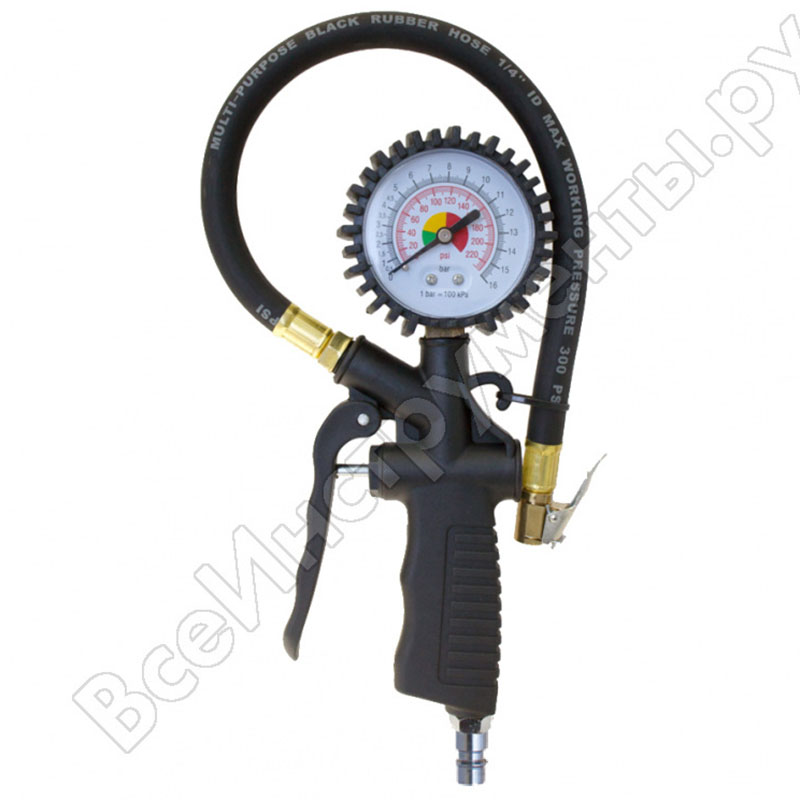 MULTI-PURPOSE BLACK RUBBER HOSE 1/4" ID MAX WORKING PRESSURE 300 PSI
PSI
0 1 2 3 4 5 6 7 8 9 10 11 12 13 14 15 16
20 40 60 80 100 120 140 180 200 220
psi
bar
1 bar = 100 kPa
ВсеИнструменты.ру